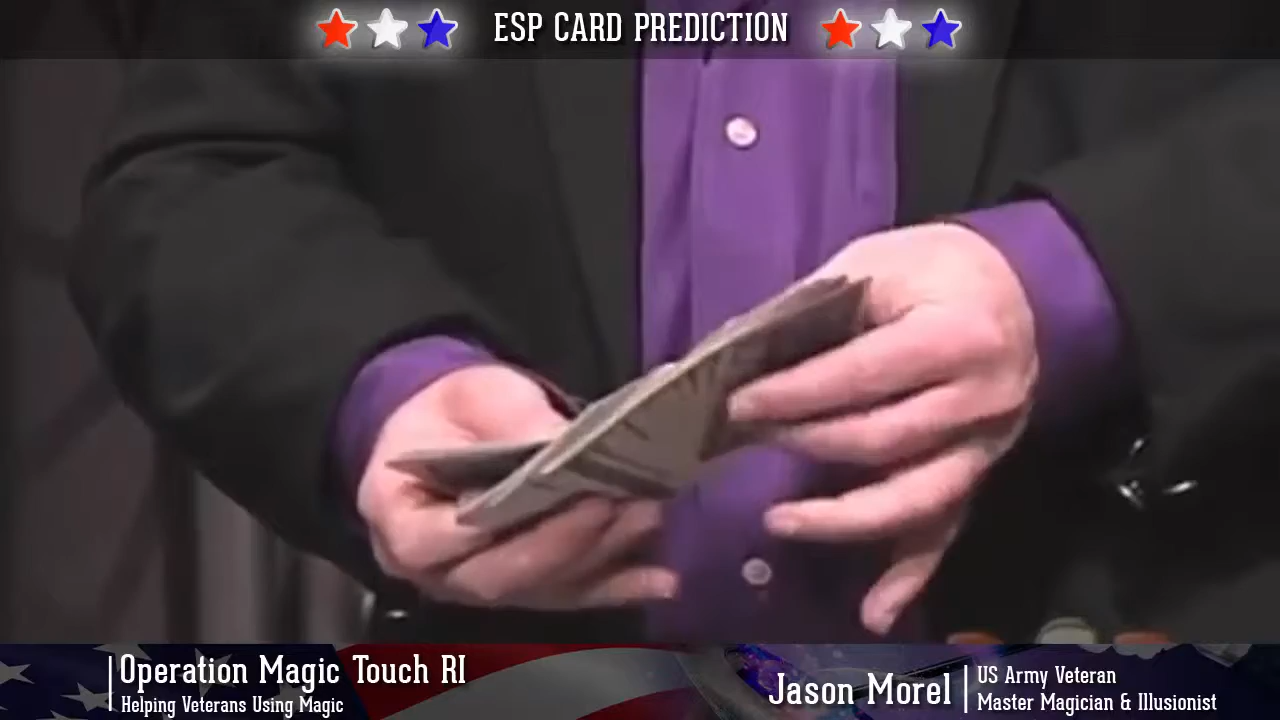 ESP CARD PREDICTION
Operation Magic Touch RI
Helping Veterans Using Magic
Jason Morel
US Army Veteran
Master Magician & Illusionist